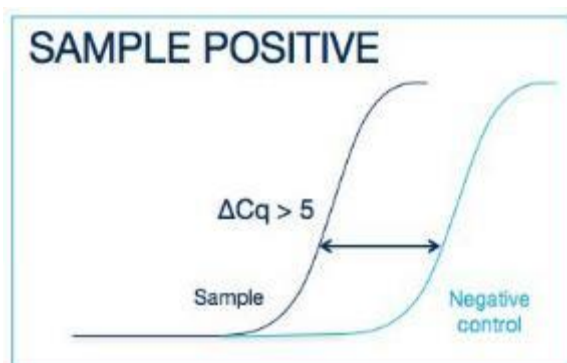 SAMPLE POSITIVE
ΔCq > 5
Sample
Negative
control